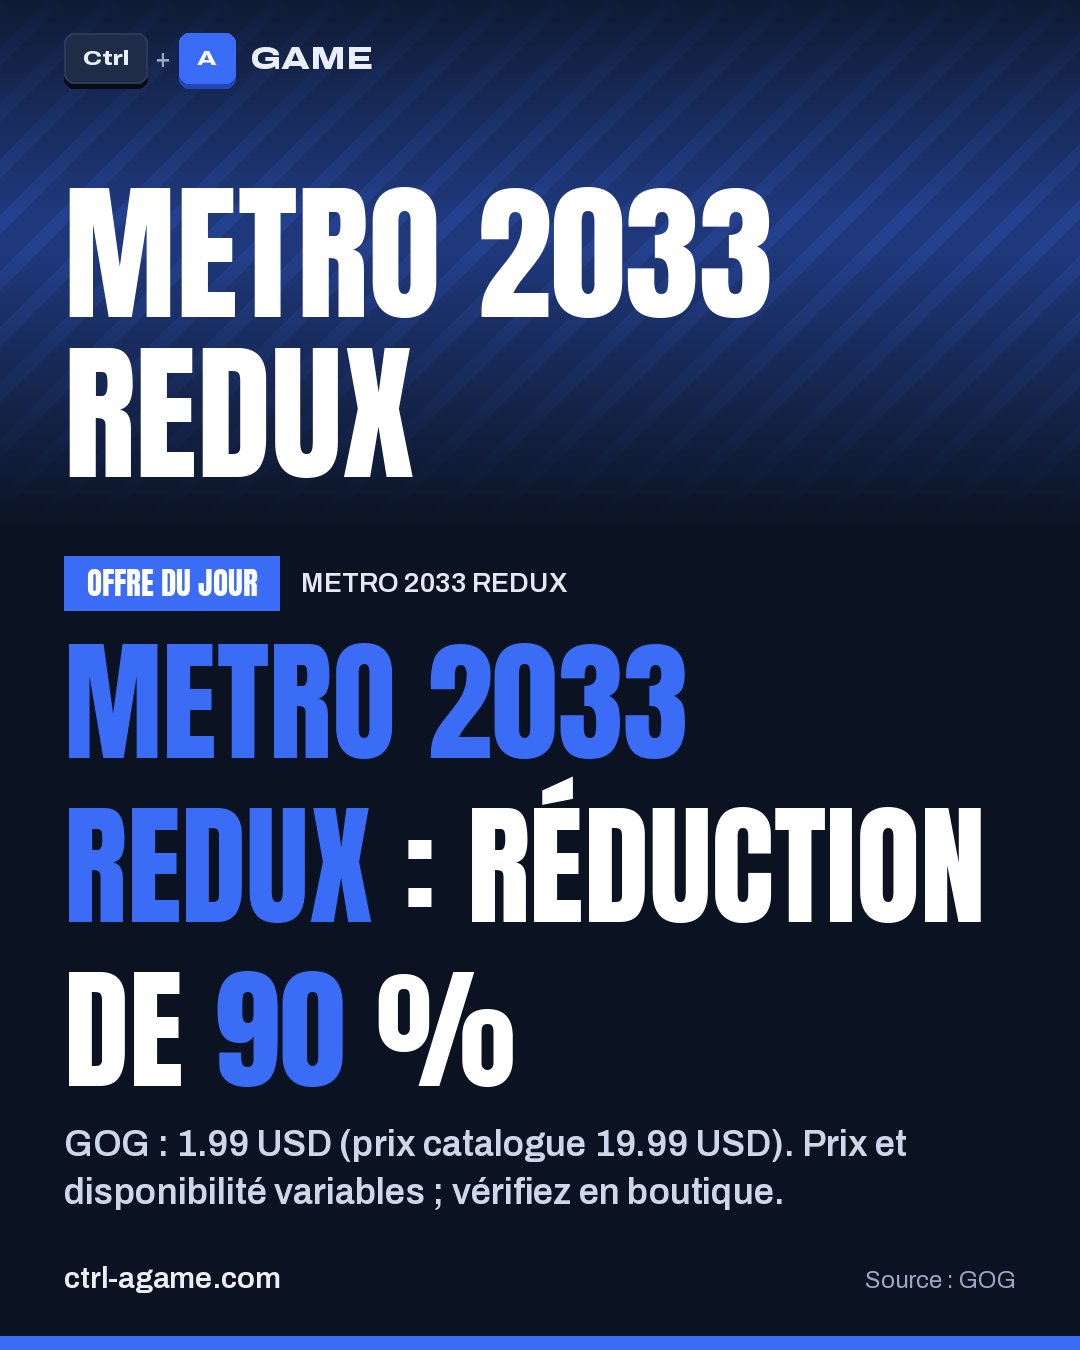 Ctrl + A GAME
METRO 2033
REDUX
OFFRE DU JOUR METRO 2033 REDUX
METRO 2033
REDUX : RÉDUCTION
DE 90 %
GOG : 1.99 USD (prix catalogue 19.99 USD). Prix et
disponibilité variables ; vérifiez en boutique.
ctrl-agame.com Source : GOG